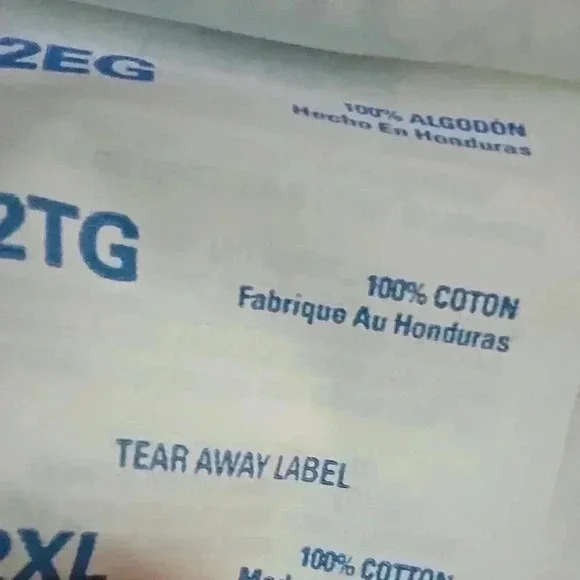 2EG
100% ALGODÓN
Hecho En Honduras
2TG
100% COTON
Fabrique Au Honduras
TEAR AWAY LABEL
2XL
100% COTTON